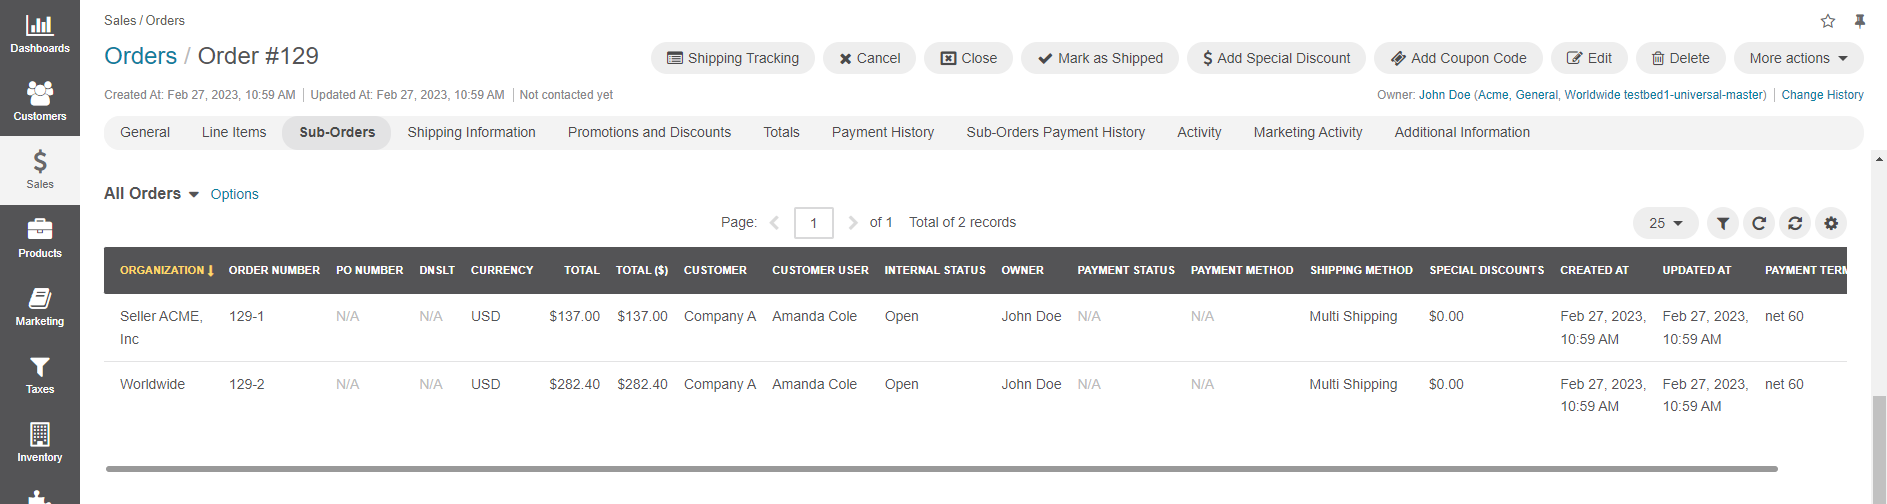 Dashboards
Customers
Sales
Products
Marketing
Taxes
Inventory
Sales / Orders
Orders / Order #129
Shipping Tracking
Cancel
Close
Mark as Shipped
Add Special Discount
Add Coupon Code
Edit
Delete
More actions
Created At: Feb 27, 2023, 10:59 AM | Updated At: Feb 27, 2023, 10:59 AM | Not contacted yet
Owner: John Doe (Acme, General, Worldwide testbed1-universal-master) | Change History
General Line Items Sub-Orders Shipping Information Promotions and Discounts Totals Payment History Sub-Orders Payment History Activity Marketing Activity Additional Information
All Orders Options
Page: 1 of 1 Total of 2 records 25
ORGANIZATION ORDER NUMBER PO NUMBER DNSLT CURRENCY TOTAL TOTAL ($) CUSTOMER CUSTOMER USER INTERNAL STATUS OWNER PAYMENT STATUS PAYMENT METHOD SHIPPING METHOD SPECIAL DISCOUNTS CREATED AT UPDATED AT PAYMENT TERM
Seller ACME, 129-1 N/A N/A USD $137.00 $137.00 Company A Amanda Cole Open John Doe N/A N/A Multi Shipping $0.00 Feb 27, 2023, Feb 27, 2023, net 60
Inc 10:59 AM 10:59 AM
Worldwide 129-2 N/A N/A USD $282.40 $282.40 Company A Amanda Cole Open John Doe N/A N/A Multi Shipping $0.00 Feb 27, 2023, Feb 27, 2023, net 60
10:59 AM 10:59 AM